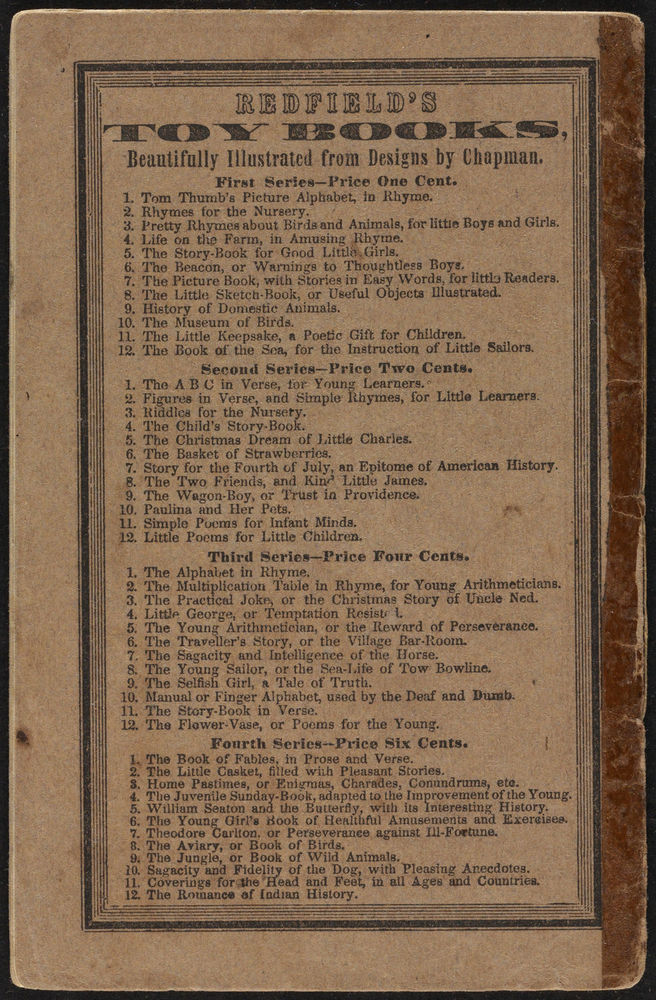 REDFIELD'S
TOY BOOKS,
Beautifully Illustrated from Designs by Chapman.
First Series—Price One Cent.
1. Tom Thumb's Picture Alphabet, in Rhyme.
2. Rhymes for the Nursery.
3. Pretty Rhymes about Birds and Animals, for little Boys and Girls.
4. Life on the Farm, in Amusing Rhyme.
5. The Story-Book for Good Little Girls.
6. The Beacon, or Warnings to Thoughtless Boys.
7. The Picture Book, with Stories in Easy Words, for little Readers.
8. The Little Sketch-Book, or Useful Objects Illustrated.
9. History of Domestic Animals.
10. The Museum of Birds.
11. The Little Keepsake, a Poetic Gift for Children.
12. The Book of the Sea, for the Instruction of Little Sailors.
Second Series—Price Two Cents.
1. The A B C in Verse, for Young Learners.
2. Figures in Verse, and Simple Rhymes, for Little Learners.
3. Riddles for the Nursery.
4. The Child's Story-Book.
5. The Christmas Dream of Little Charles.
6. The Basket of Strawberries.
7. Story for the Fourth of July, an Epitome of American History.
8. The Two Friends, and Kind Little James.
9. The Wagon-Boy, or Trust in Providence.
10. Paulina and Her Pets.
11. Simple Poems for Infant Minds.
12. Little Poems for Little Children.
Third Series—Price Four Cents.
1. The Alphabet in Rhyme.
2. The Multiplication Table in Rhyme, for Young Arithmeticians.
3. The Practical Joke, or the Christmas Story of Uncle Ned.
4. Little George, or Temptation Resisted.
5. The Young Arithmetician, or the Reward of Perseverance.
6. The Traveller's Story, or the Village Bar-Room.
7. The Sagacity and Intelligence of the Horse.
8. The Young Sailor, or the Sea-Life of Tow Bowline.
9. The Selfish Girl, a Tale of Truth.
10. Manual or Finger Alphabet, used by the Deaf and Dumb.
11. The Story-Book in Verse.
12. The Flower-Vase, or Poems for the Young.
Fourth Series—Price Six Cents.
1. The Book of Fables, in Prose and Verse.
2. The Little Casket, filled with Pleasant Stories.
3. Home Pastimes, or Enigmas, Charades, Conundrums, etc.
4. The Juvenile Sunday-Book, adapted to the Improvement of the Young.
5. William Seaton and the Butterfly, with its Interesting History.
6. The Young Girl's Book of Healthful Amusements and Exercises.
7. Theodore Carlton, or Perseverance against Ill-Fortune.
8. The Aviary, or Book of Birds.
9. The Jungle, or Book of Wild Animals.
10. Sagacity and Fidelity of the Dog, with Pleasing Anecdotes.
11. Coverings for the Head and Feet, in all Ages and Countries.
12. The Romance of Indian History.